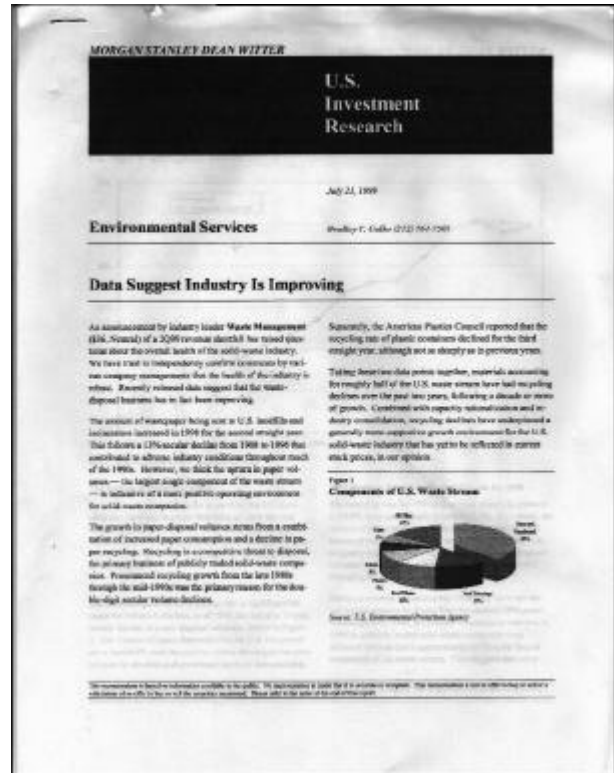 MORGAN STANLEY DEAN WITTER
U.S.
Investment
Research
July 21, 1999
Environmental Services
Data Suggest Industry Is Improving
An announcement by industry leader Waste Management
($36, Neutral) of a 2Q99 revenue shortfall has raised ques-
tions about the overall health of the solid-waste industry.
We have tried to independently confirm comments by vari-
ous company managements that the health of the industry is
robust. Recently released data suggest that the waste-
disposal business has in fact been improving.
The amount of wastepaper being sent to U.S. landfills and
incinerators increased in 1998 for the second straight year.
This follows a 13% secular decline from 1988 to 1996 that
contributed to adverse industry conditions throughout much
of the 1990s. However, we think the upturn in paper vol-
umes — the largest single component of the waste stream
— is indicative of a more positive operating environment
for solid-waste companies.
The growth in paper-disposal volumes stems from a combi-
nation of increased paper consumption and a decline in pa-
per recycling. Recycling is a competitive threat to disposal,
the primary business of publicly traded solid-waste compa-
nies. Pronounced recycling growth from the late 1980s
through the mid-1990s was the primary reason for the dou-
ble-digit secular volume declines.
Separately, the American Plastics Council reported that the
recycling rate of plastic containers declined for the third
straight year, although not as sharply as in previous years.
Taking these two data points together, materials accounting
for roughly half of the U.S. waste stream have had recycling
declines over the past two years, following a decade or more
of growth. Combined with capacity rationalization and in-
dustry consolidation, recycling declines have underpinned a
generally more supportive growth environment for the U.S.
solid-waste industry that has yet to be reflected in current
stock prices, in our opinion.
Figure 1
Components of U.S. Waste Stream
Source: U.S. Environmental Protection Agency